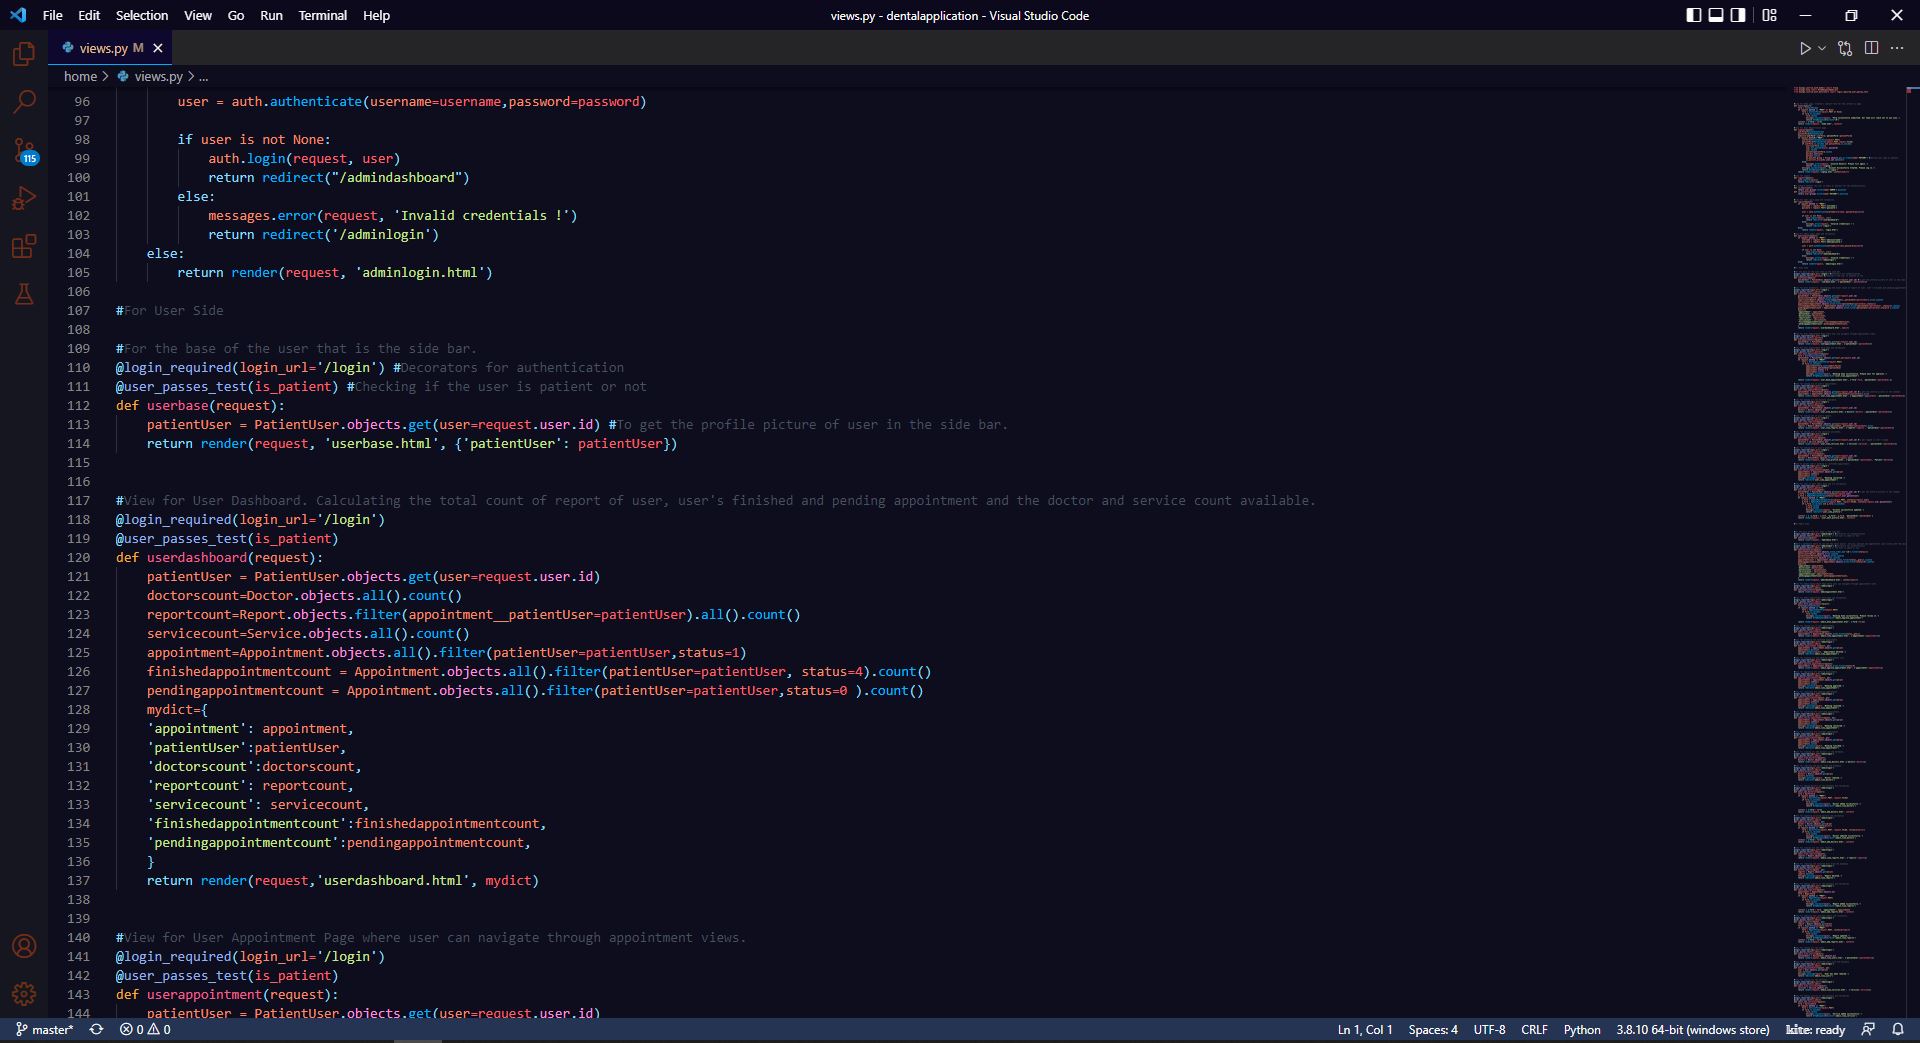 File Edit Selection View Go Run Terminal Help
views.py - dentalapplication - Visual Studio Code
views.py M
home > views.py > ...
96 user = auth.authenticate(username=username,password=password)
97
98 if user is not None:
99 auth.login(request, user)
100 return redirect("/admindashboard")
101 else:
102 messages.error(request, 'Invalid credentials !')
103 return redirect('/adminlogin')
104 else:
105 return render(request, 'adminlogin.html')
106
107 #For User Side
108
109 #For the base of the user that is the side bar.
110 @login_required(login_url='/login') #Decorators for authentication
111 @user_passes_test(is_patient) #Checking if the user is patient or not
112 def userbase(request):
113 patientUser = PatientUser.objects.get(user=request.user.id) #To get the profile picture of user in the side bar.
114 return render(request, 'userbase.html', {'patientUser': patientUser})
115
116
117 #View for User Dashboard. Calculating the total count of report of user, user's finished and pending appointment and the doctor and service count available.
118 @login_required(login_url='/login')
119 @user_passes_test(is_patient)
120 def userdashboard(request):
121 patientUser = PatientUser.objects.get(user=request.user.id)
122 doctorscount=Doctor.objects.all().count()
123 reportcount=Report.objects.filter(appointment__patientUser=patientUser).all().count()
124 servicecount=Service.objects.all().count()
125 appointment=Appointment.objects.all().filter(patientUser=patientUser,status=1)
126 finishedappointmentcount = Appointment.objects.all().filter(patientUser=patientUser, status=4).count()
127 pendingappointmentcount = Appointment.objects.all().filter(patientUser=patientUser,status=0 ).count()
128 mydict={
129 'appointment': appointment,
130 'patientUser':patientUser,
131 'doctorscount':doctorscount,
132 'reportcount': reportcount,
133 'servicecount': servicecount,
134 'finishedappointmentcount':finishedappointmentcount,
135 'pendingappointmentcount':pendingappointmentcount,
136 }
137 return render(request,'userdashboard.html', mydict)
138
139
140 #View for User Appointment Page where user can navigate through appointment views.
141 @login_required(login_url='/login')
142 @user_passes_test(is_patient)
143 def userappointment(request):
144 patientUser = PatientUser.objects.get(user=request.user.id)
115
master* 0 0 Ln 1, Col 1 Spaces: 4 UTF-8 CRLF Python 3.8.10 64-bit (windows store) kite: ready